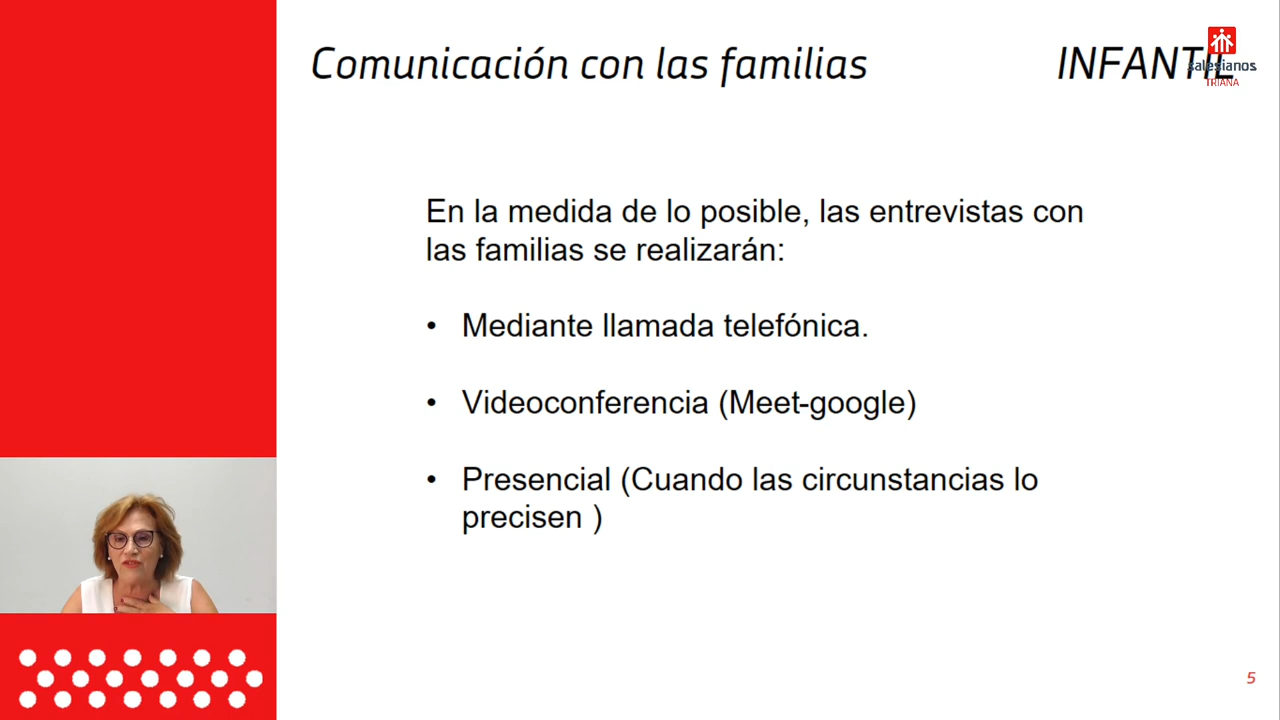 Comunicación con las familias
INFANTIL
salesianos
TRIANA
En la medida de lo posible, las entrevistas con
las familias se realizarán:
• Mediante llamada telefónica.
• Videoconferencia (Meet-google)
• Presencial (Cuando las circunstancias lo
precisen )
5